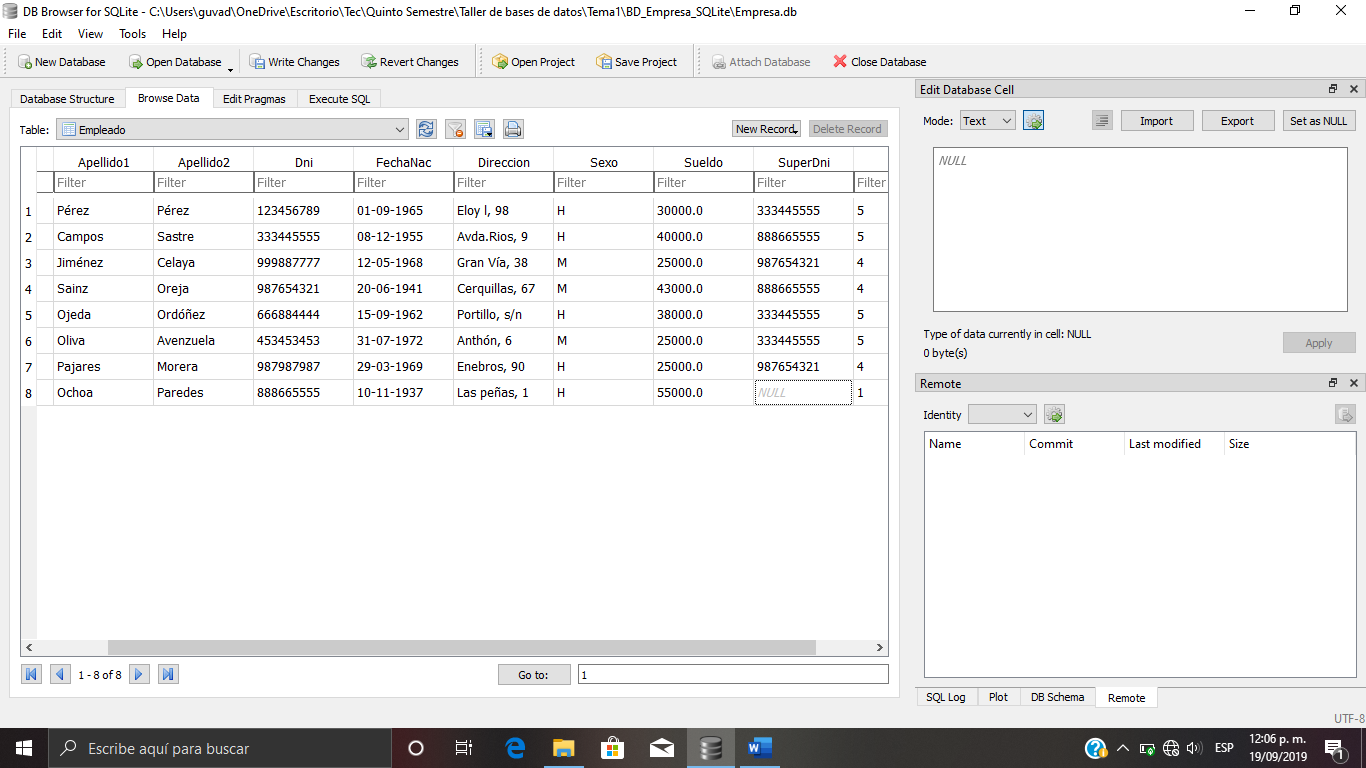 DB Browser for SQLite - C:\Users\guvad\OneDrive\Escritorio\Tec\Quinto Semestre\Taller de bases de datos\Tema1\BD_Empresa_SQLite\Empresa.db
File Edit View Tools Help
New Database Open Database Write Changes Revert Changes Open Project Save Project Attach Database Close Database
Database Structure Browse Data Edit Pragmas Execute SQL
Table: Empleado New Record Delete Record
Apellido1 Apellido2 Dni FechaNac Direccion Sexo Sueldo SuperDni
Filter Filter Filter Filter Filter Filter Filter Filter Filter
1 Pérez Pérez 123456789 01-09-1965 Eloy l, 98 H 30000.0 333445555 5
2 Campos Sastre 333445555 08-12-1955 Avda.Rios, 9 H 40000.0 888665555 5
3 Jiménez Celaya 999887777 12-05-1968 Gran Vía, 38 M 25000.0 987654321 4
4 Sainz Oreja 987654321 20-06-1941 Cerquillas, 67 M 43000.0 888665555 4
5 Ojeda Ordóñez 666884444 15-09-1962 Portillo, s/n H 38000.0 333445555 5
6 Oliva Avenzuela 453453453 31-07-1972 Anthón, 6 M 25000.0 333445555 5
7 Pajares Morera 987987987 29-03-1969 Enebros, 90 H 25000.0 987654321 4
8 Ochoa Paredes 888665555 10-11-1937 Las peñas, 1 H 55000.0 NULL 1
1 - 8 of 8 Go to: 1
Edit Database Cell
Mode: Text Import Export Set as NULL
NULL
Type of data currently in cell: NULL
0 byte(s)
Apply
Remote
Identity
Name Commit Last modified Size
SQL Log Plot DB Schema Remote
UTF-8
Escribe aquí para buscar
ESP
12:06 p. m.
19/09/2019
1